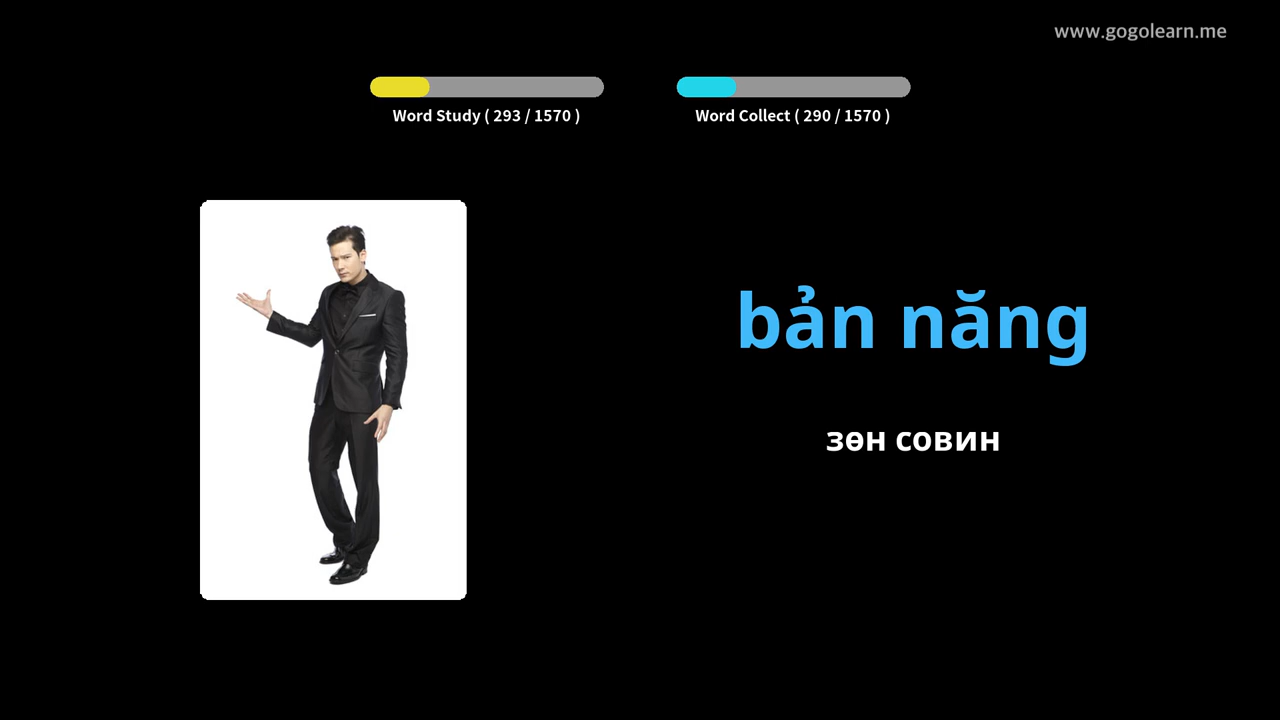 www.gogolearn.me
Word Study ( 293 / 1570 )
Word Collect ( 290 / 1570 )
bản năng
зөн совин